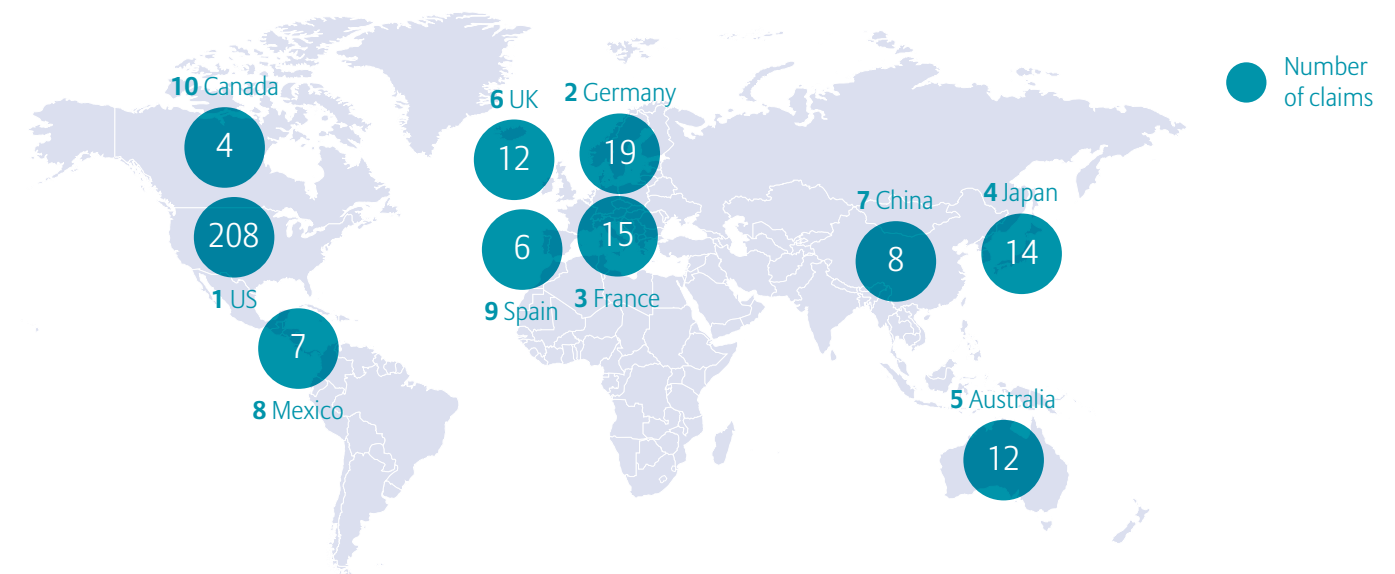 Number
of claims
10 Canada
4
208
1 US
7
8 Mexico
6 UK
12
2 Germany
19
6
9 Spain
15
3 France
7 China
8
4 Japan
14
5 Australia
12